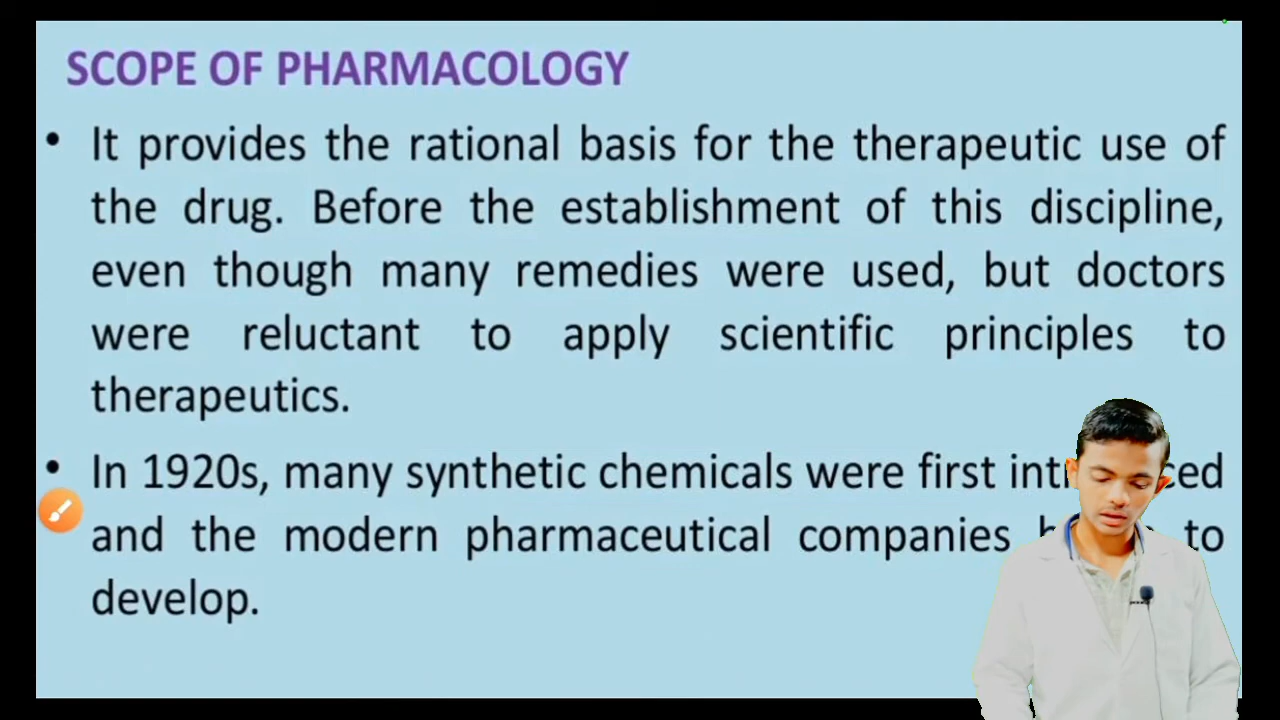 SCOPE OF PHARMACOLOGY
• It provides the rational basis for the therapeutic use of
the drug. Before the establishment of this discipline,
even though many remedies were used, but doctors
were reluctant to apply scientific principles to
therapeutics.
• In 1920s, many synthetic chemicals were first
and the modern pharmaceutical companies to
develop.